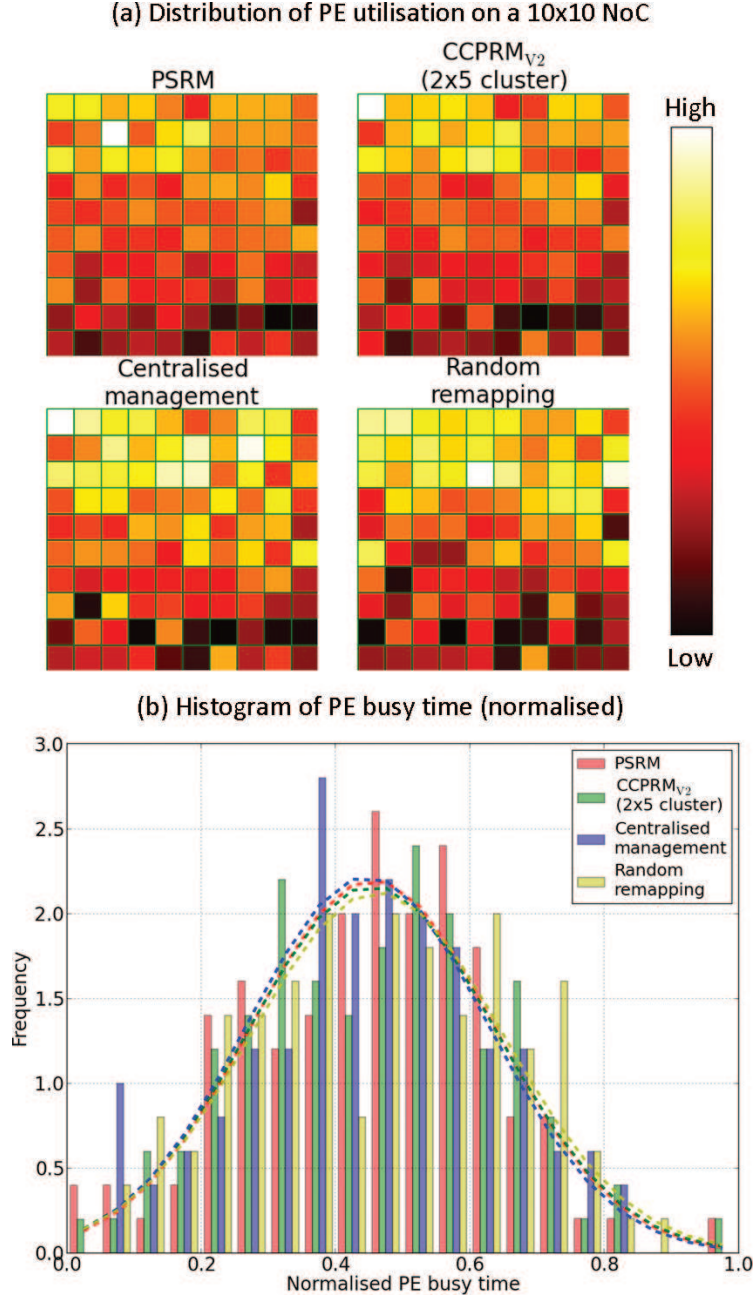 (a) Distribution of PE utilisation on a 10x10 NoC
PSRM
CCPRMV2
(2x5 cluster)
High
Centralised
management
Random
remapping
Low
(b) Histogram of PE busy time (normalised)
3.0
2.5
2.0
1.5
1.0
0.5
0.0
Frequency
PSRM
CCPRMV2
(2x5 cluster)
Centralised
management
Random
remapping
0.0 0.2 0.4 0.6 0.8 1.0
Normalised PE busy time